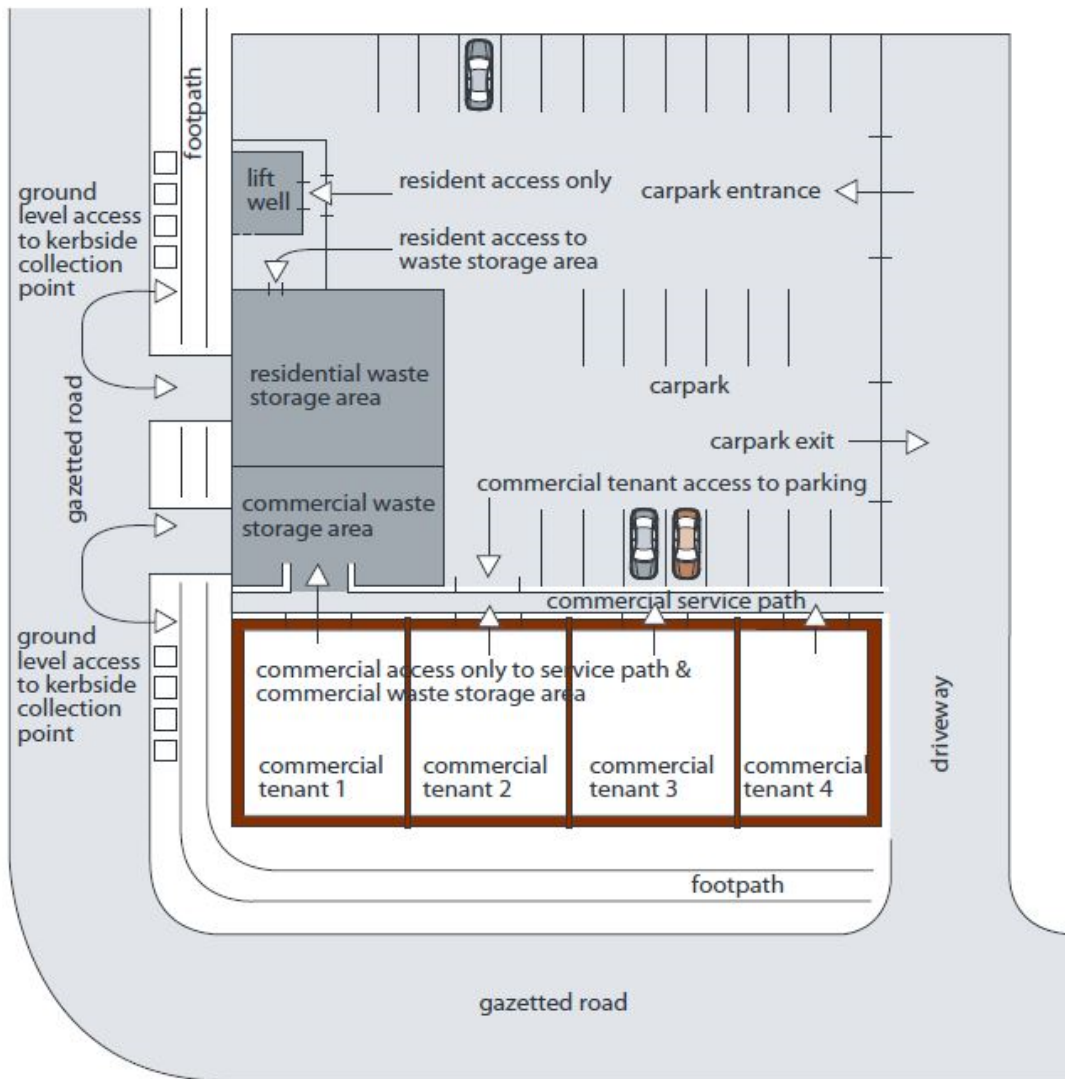 footpath
lift
well
resident access only
carpark entrance
ground
level access
to kerbside
collection
point
resident access to
waste storage area
residential waste
storage area
carpark
gazetted road
carpark exit
commercial tenant access to parking
commercial waste
storage area
commercial service path
ground
level access
to kerbside
collection
point
commercial access only to service path &
commercial waste storage area
commercial
tenant 1
commercial
tenant 2
commercial
tenant 3
commercial
tenant 4
driveway
footpath
gazetted road